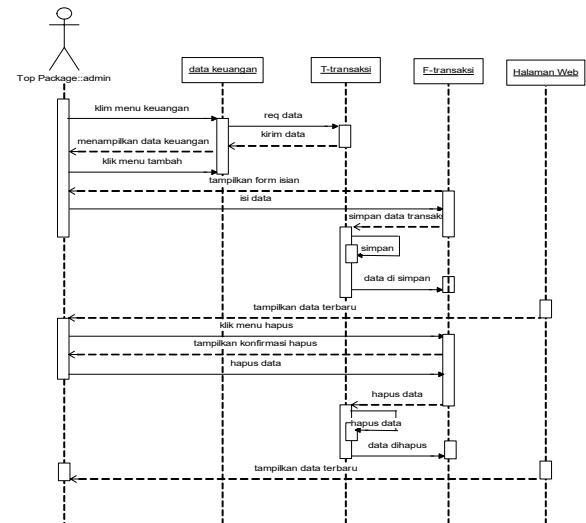 Top Package::admin
data keuangan
T-transaksi
F-transaksi
Halaman Web
klim menu keuangan
req data
kirim data
menampilkan data keuangan
klik menu tambah
tampilkan form isian
isi data
simpan data transaksi
simpan
data di simpan
tampilkan data terbaru
klik menu hapus
tampilkan konfirmasi hapus
hapus data
hapus data
hapus data
data dihapus
tampilkan data terbaru